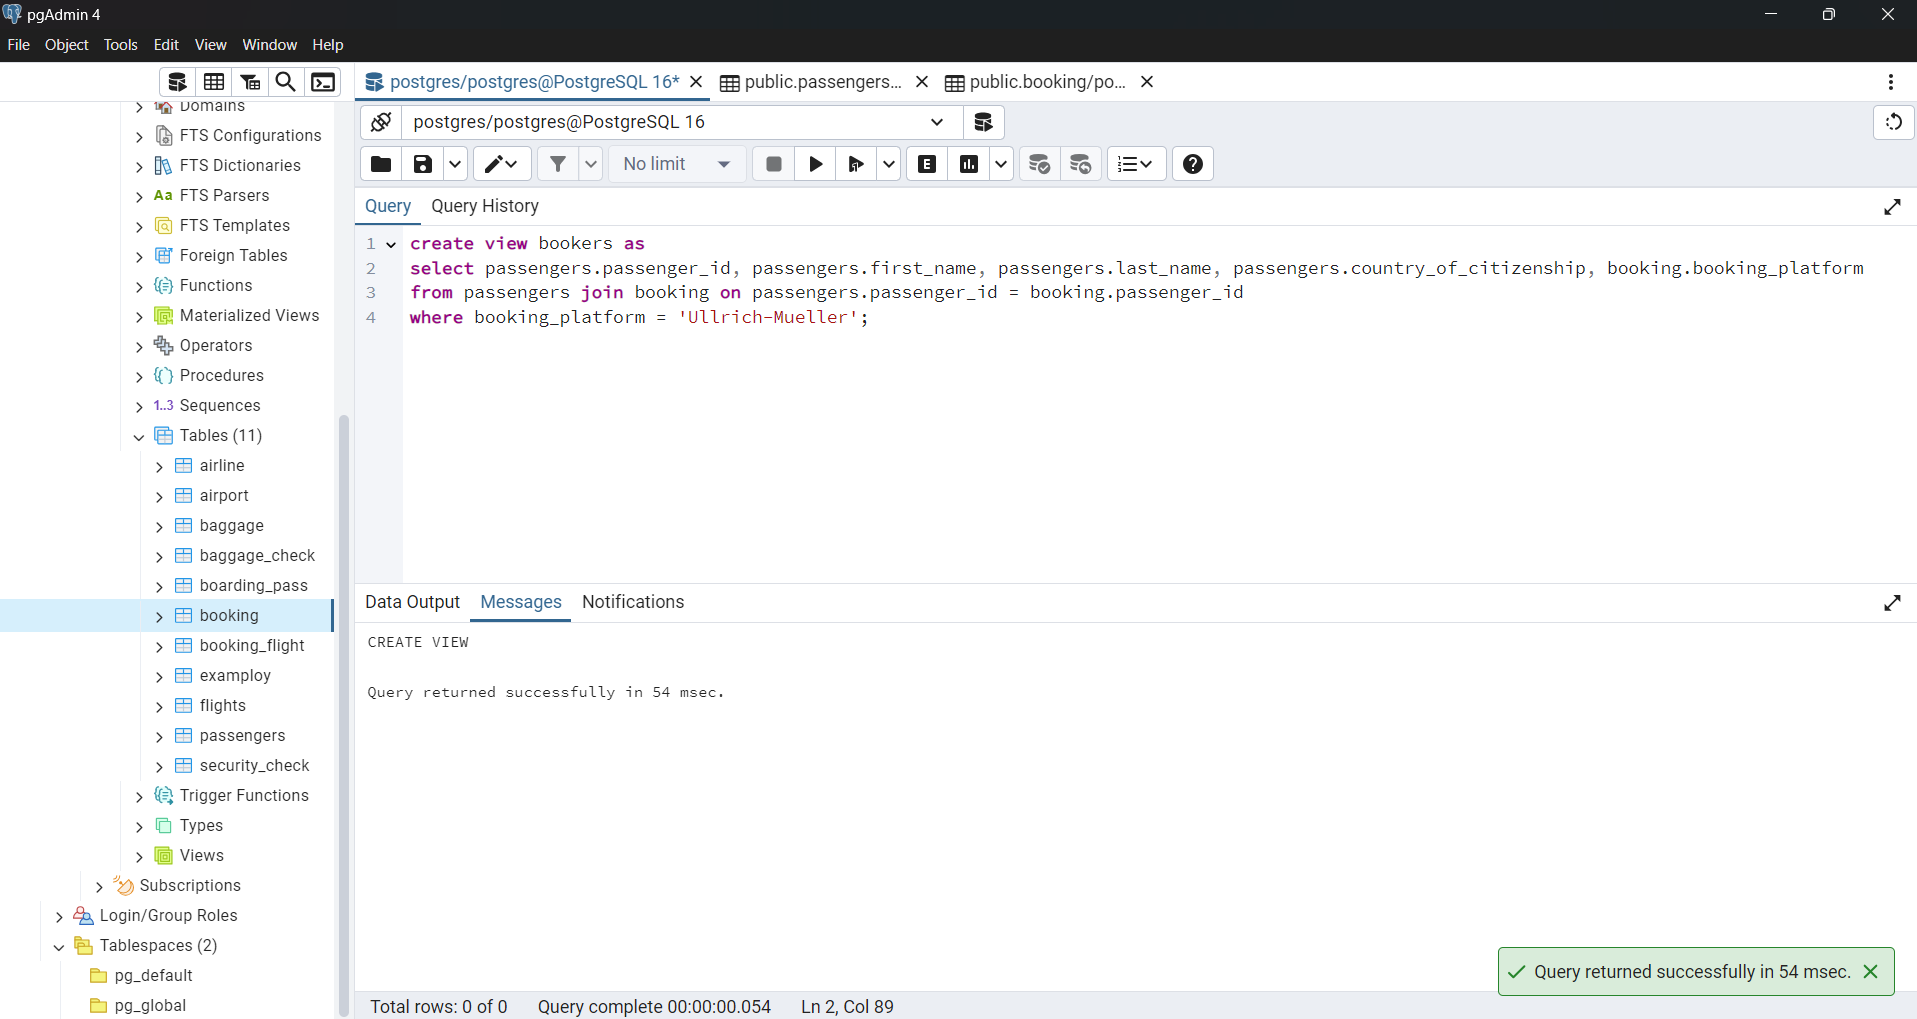 pgAdmin 4
File Object Tools Edit View Window Help
postgres/postgres@PostgreSQL 16* public.passengers... public.booking/po...
Domains
FTS Configurations
FTS Dictionaries
Aa FTS Parsers
FTS Templates
Foreign Tables
Functions
Materialized Views
Operators
Procedures
1..3 Sequences
Tables (11)
airline
airport
baggage
baggage_check
boarding_pass
booking
booking_flight
examploy
flights
passengers
security_check
Trigger Functions
Types
Views
Subscriptions
Login/Group Roles
Tablespaces (2)
pg_default
pg_global
postgres/postgres@PostgreSQL 16
No limit E
Query Query History
1 create view bookers as
2 select passengers.passenger_id, passengers.first_name, passengers.last_name, passengers.country_of_citizenship, booking.booking_platform
3 from passengers join booking on passengers.passenger_id = booking.passenger_id
4 where booking_platform = 'Ullrich-Mueller';
Data Output Messages Notifications
CREATE VIEW
Query returned successfully in 54 msec.
Query returned successfully in 54 msec.
Total rows: 0 of 0 Query complete 00:00:00.054 Ln 2, Col 89